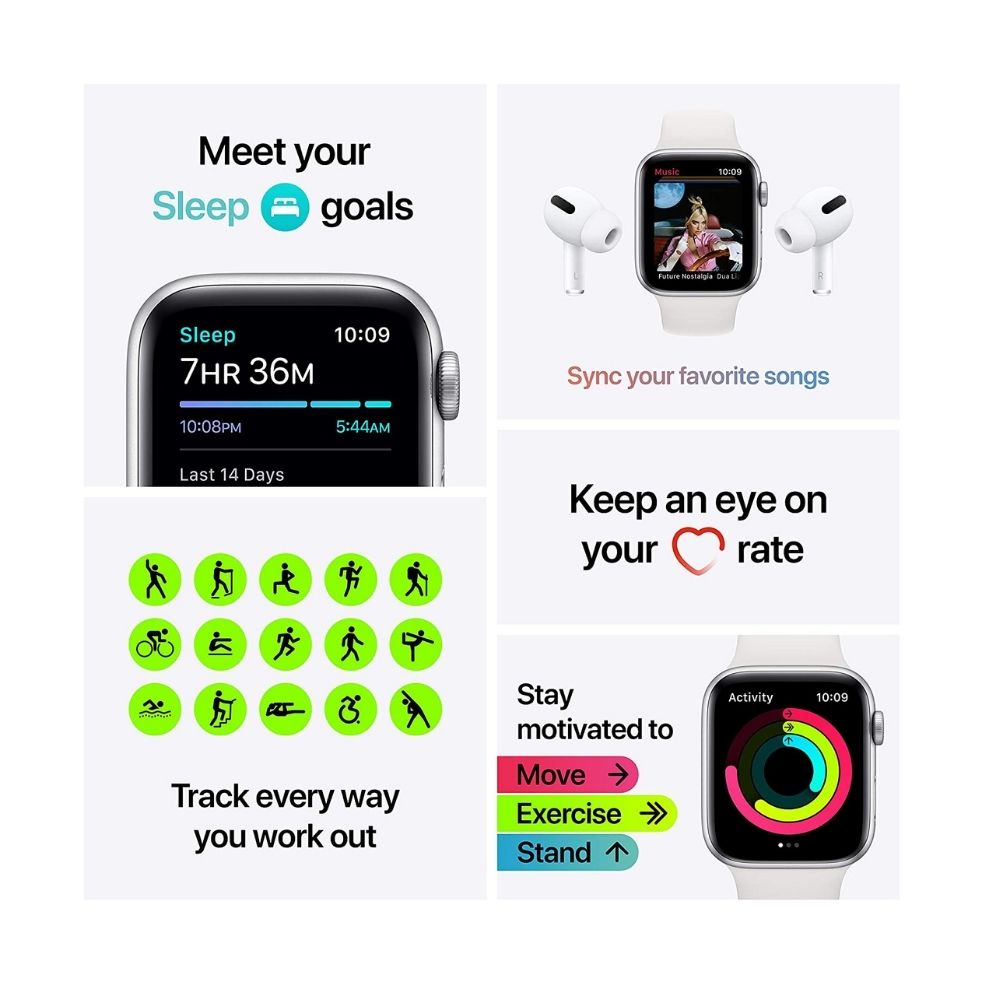 Meet your
Sleep goals
Sleep 10:09
7HR 36M
10:08PM 5:44AM
Last 14 Days
Track every way
you work out
Music 10:09
Future Nostalgia Dua Li
L
R
Sync your favorite songs
Keep an eye on
your rate
Stay
motivated to
Move →
Exercise
Stand ↑
Activity 10:09